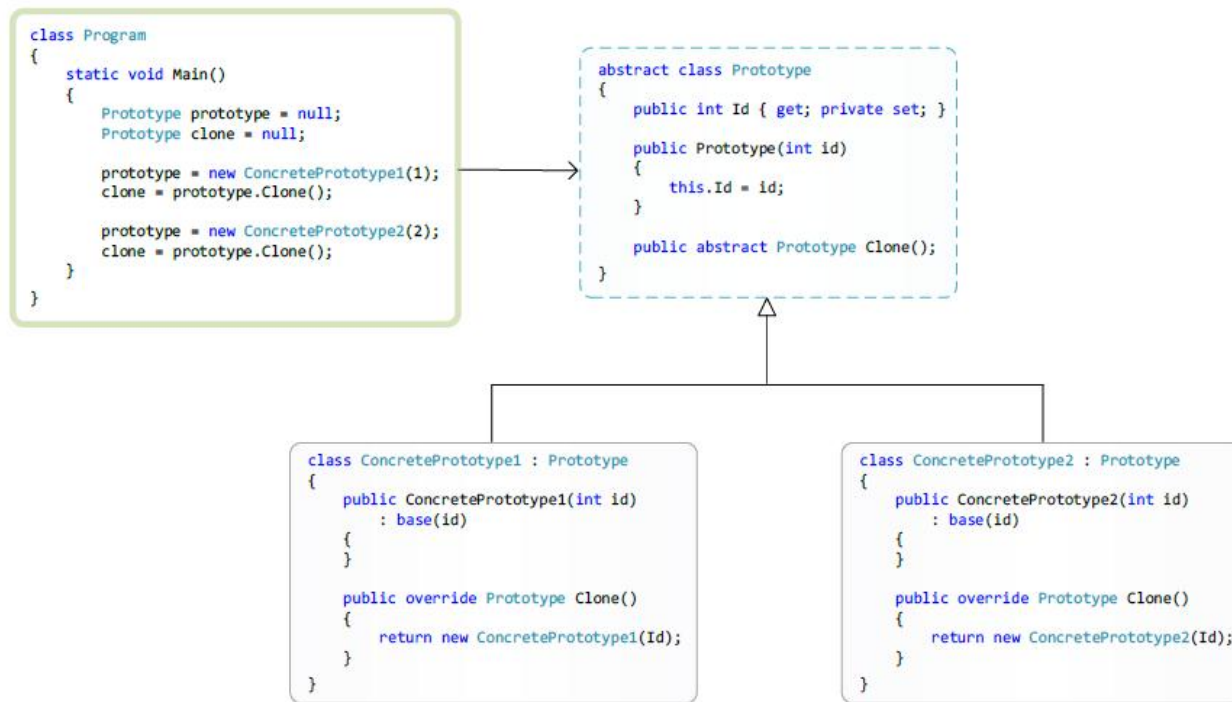 class Program
{
    static void Main()
    {
        Prototype prototype = null;
        Prototype clone = null;

        prototype = new ConcretePrototype1(1);
        clone = prototype.Clone();

        prototype = new ConcretePrototype2(2);
        clone = prototype.Clone();
    }
}
abstract class Prototype
{
    public int Id { get; private set; }

    public Prototype(int id)
    {
        this.Id = id;
    }

    public abstract Prototype Clone();
}
class ConcretePrototype1 : Prototype
{
    public ConcretePrototype1(int id)
        : base(id)
    {
    }

    public override Prototype Clone()
    {
        return new ConcretePrototype1(Id);
    }
}
class ConcretePrototype2 : Prototype
{
    public ConcretePrototype2(int id)
        : base(id)
    {
    }

    public override Prototype Clone()
    {
        return new ConcretePrototype2(Id);
    }
}